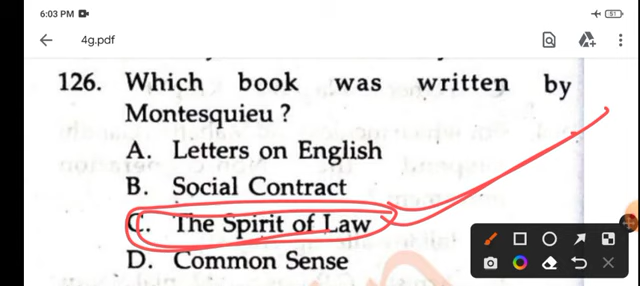 6:03 PM
51
4g.pdf
126. Which book was written by
Montesquieu ?
A. Letters on English
B. Social Contract
C. The Spirit of Law
D. Common Sense